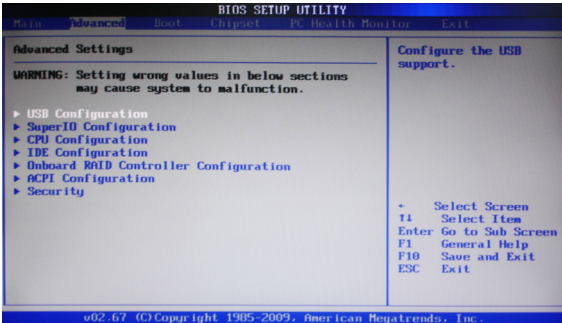 BIOS SETUP UTILITY
Main Advanced Boot Chipset PC Health Monitor Exit
Advanced Settings
WARNING: Setting wrong values in below sections
may cause system to malfunction.
▶ USB Configuration
▶ SuperIO Configuration
▶ CPU Configuration
▶ IDE Configuration
▶ Onboard RAID Controller Configuration
▶ ACPI Configuration
▶ Security
Configure the USB
support.
← Select Screen
↑↓ Select Item
Enter Go to Sub Screen
F1 General Help
F10 Save and Exit
ESC Exit
v02.67 (C)Copyright 1985-2009, American Megatrends, Inc.